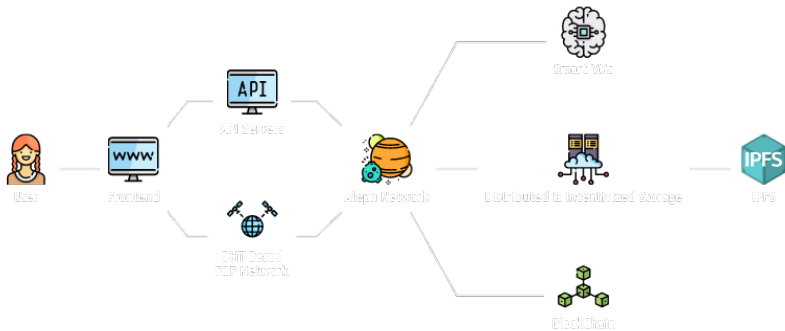 Smart VMs
API
API Servers
WWW
IPFS
User
Frontend
Aleph Network
Distributed & Incentivized Storage
IPFS
DHT-Based
P2P Network
BlockChain